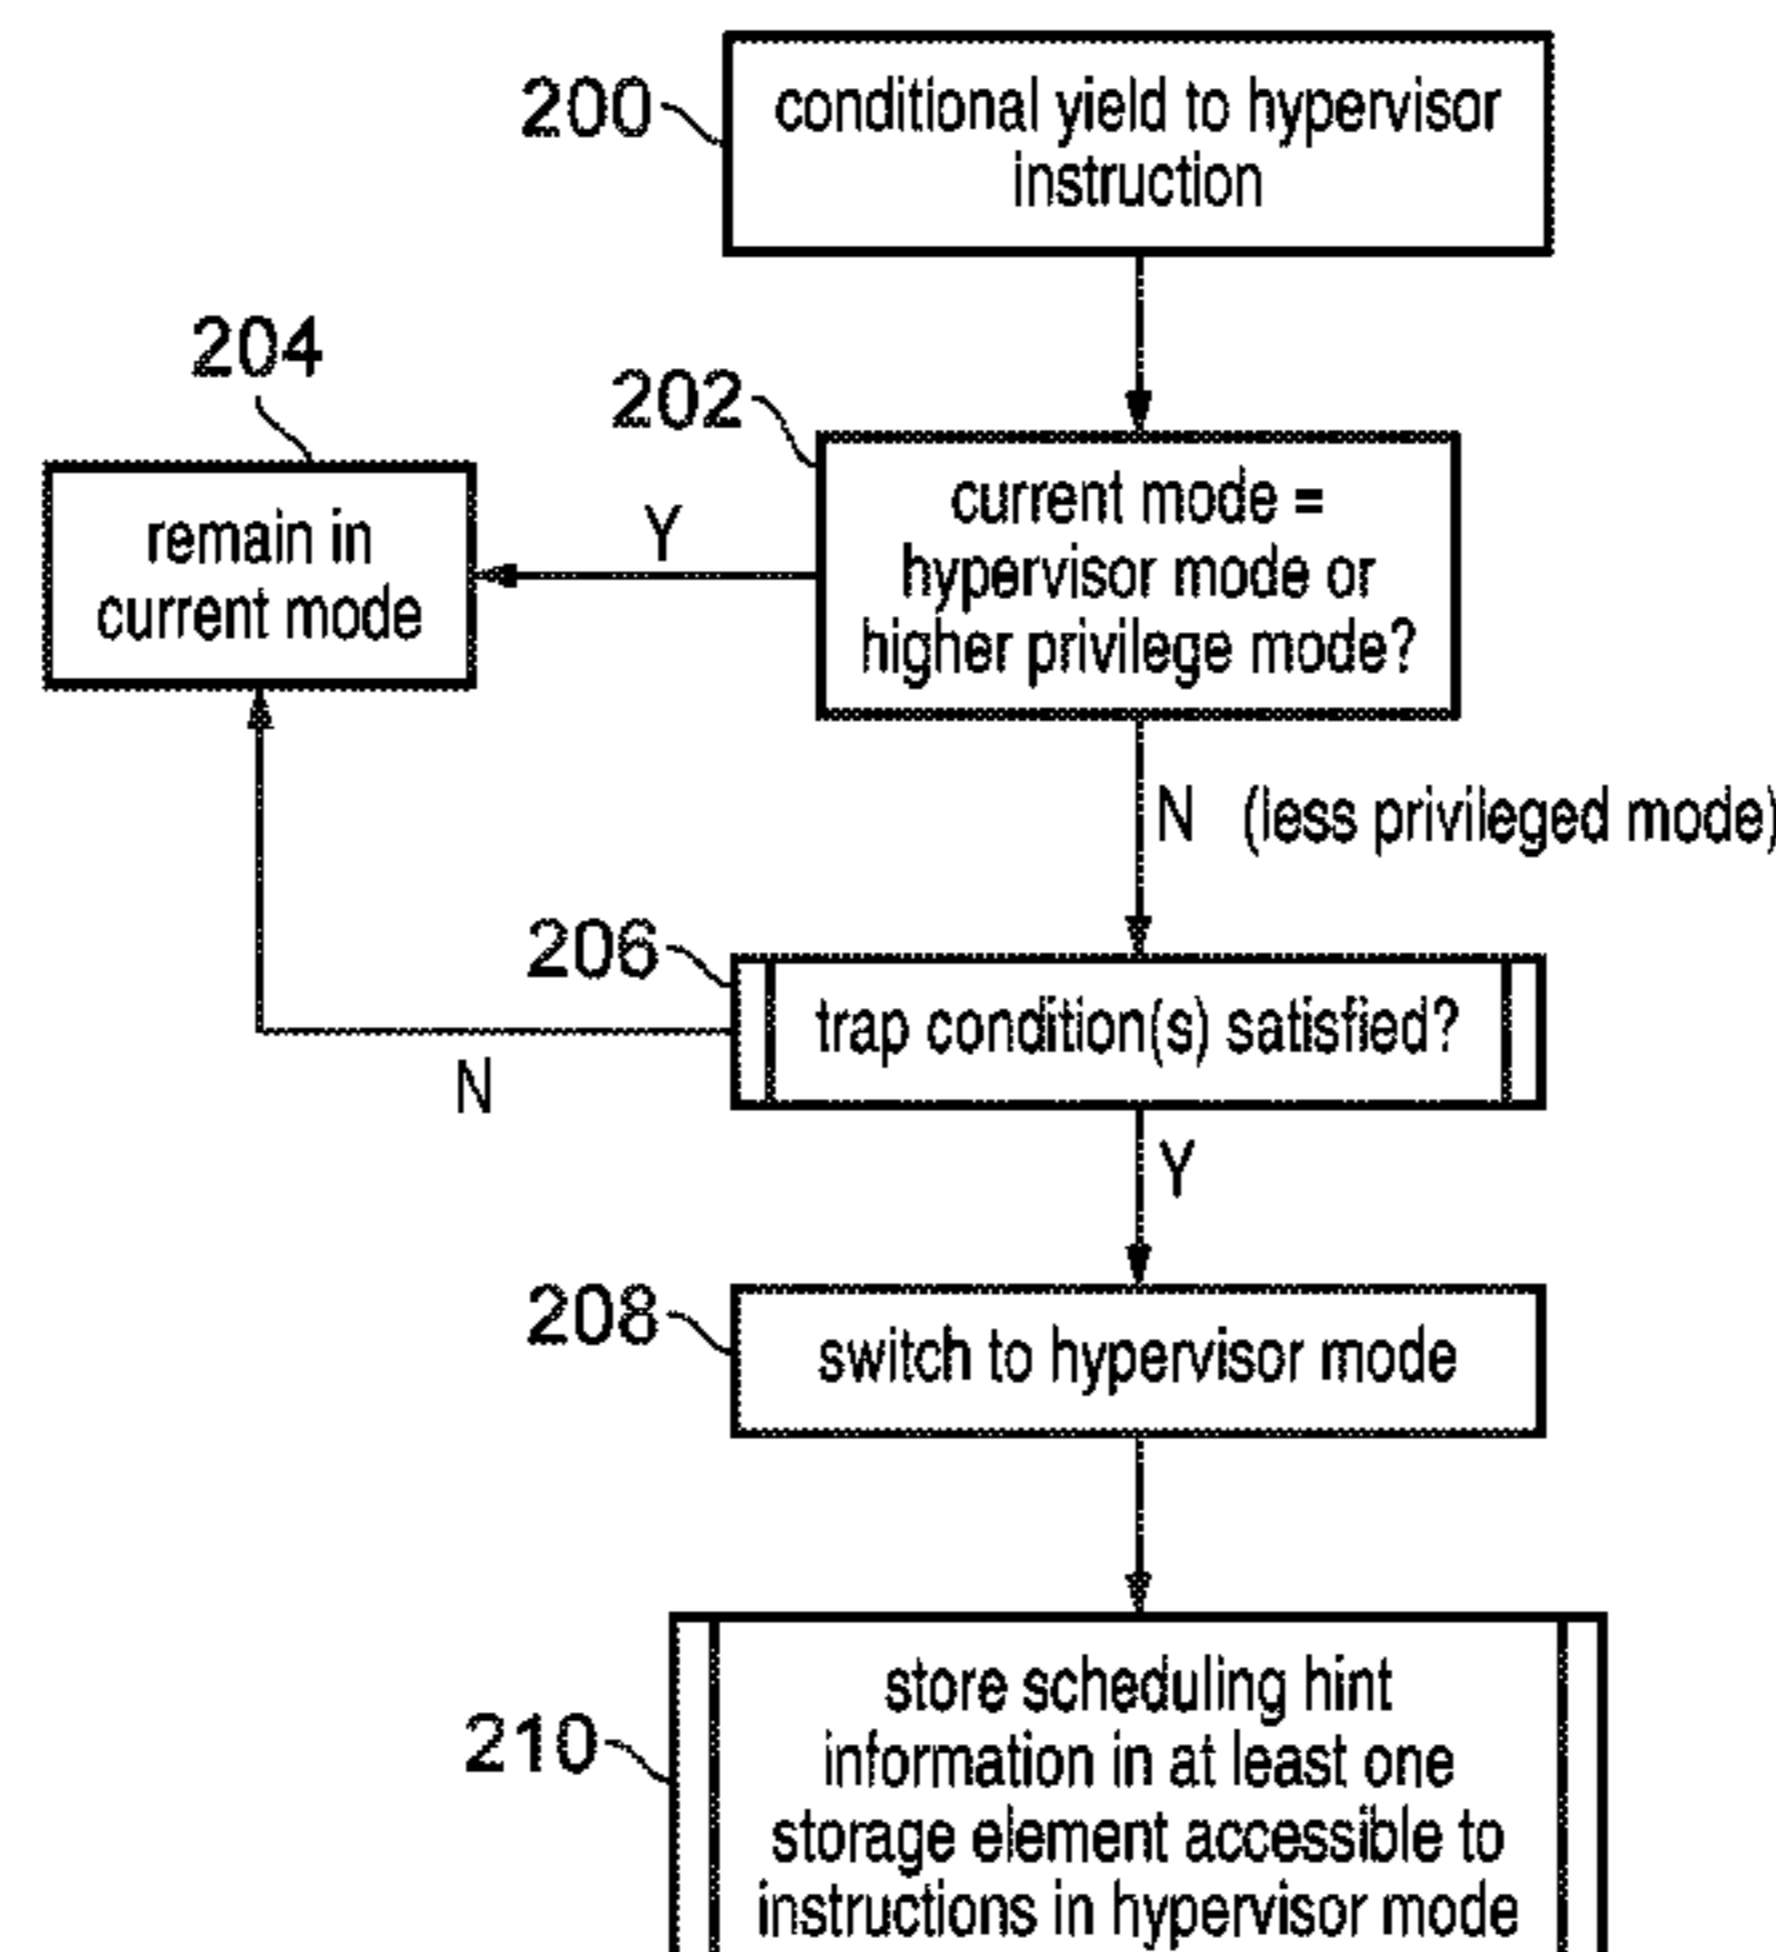 200
conditional yield to hypervisor
instruction
204
202
remain in
current mode
Y
current mode =
hypervisor mode or
higher privilege mode?
N (less privileged mode)
206
trap condition(s) satisfied?
N
Y
208
switch to hypervisor mode
210
store scheduling hint
information in at least one
storage element accessible to
instructions in hypervisor mode